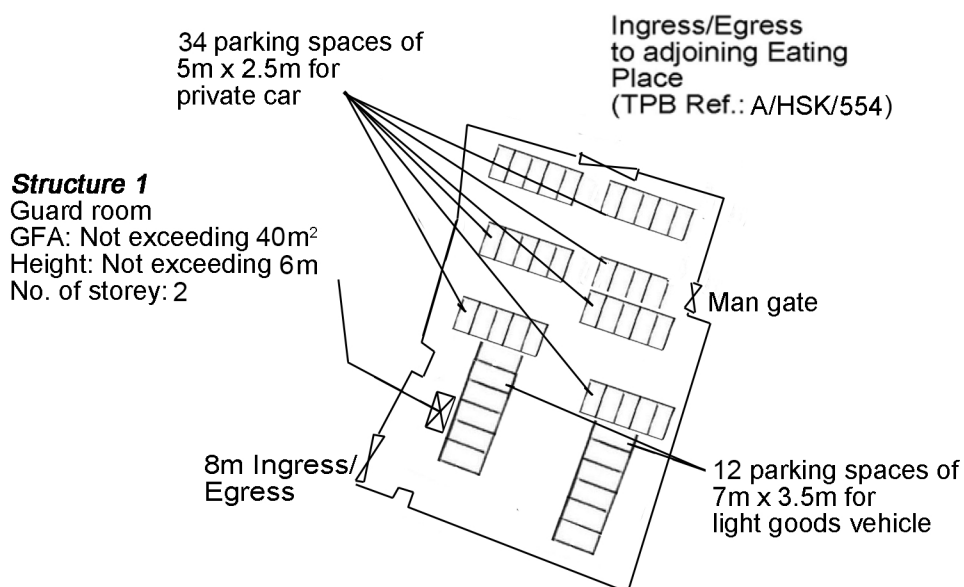 34 parking spaces of
5m x 2.5m for
private car
Ingress/Egress
to adjoining Eating
Place
(TPB Ref.: A/HSK/554)
Structure 1
Guard room
GFA: Not exceeding 40m²
Height: Not exceeding 6m
No. of storey: 2
Man gate
8m Ingress/
Egress
12 parking spaces of
7m x 3.5m for
light goods vehicle